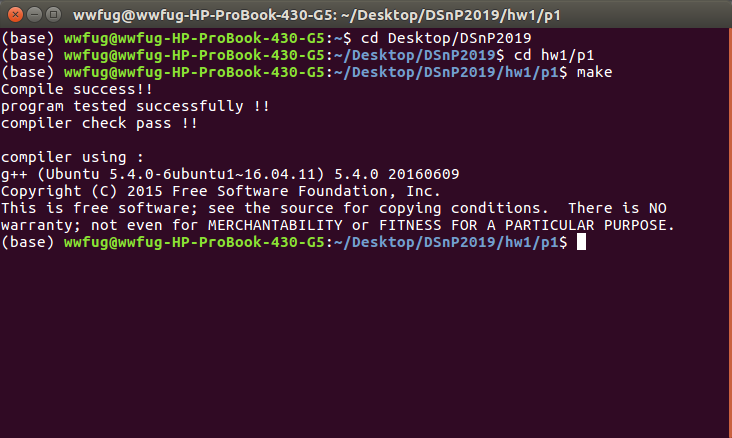 wwfug@wwfug-HP-ProBook-430-G5: ~/Desktop/DSnP2019/hw1/p1
(base) wwfug@wwfug-HP-ProBook-430-G5:~$ cd Desktop/DSnP2019
(base) wwfug@wwfug-HP-ProBook-430-G5:~/Desktop/DSnP2019$ cd hw1/p1
(base) wwfug@wwfug-HP-ProBook-430-G5:~/Desktop/DSnP2019/hw1/p1$ make
Compile success!!
program tested successfully !!
compiler check pass !!

compiler using :
g++ (Ubuntu 5.4.0-6ubuntu1~16.04.11) 5.4.0 20160609
Copyright (C) 2015 Free Software Foundation, Inc.
This is free software; see the source for copying conditions.  There is NO
warranty; not even for MERCHANTABILITY or FITNESS FOR A PARTICULAR PURPOSE.
(base) wwfug@wwfug-HP-ProBook-430-G5:~/Desktop/DSnP2019/hw1/p1$